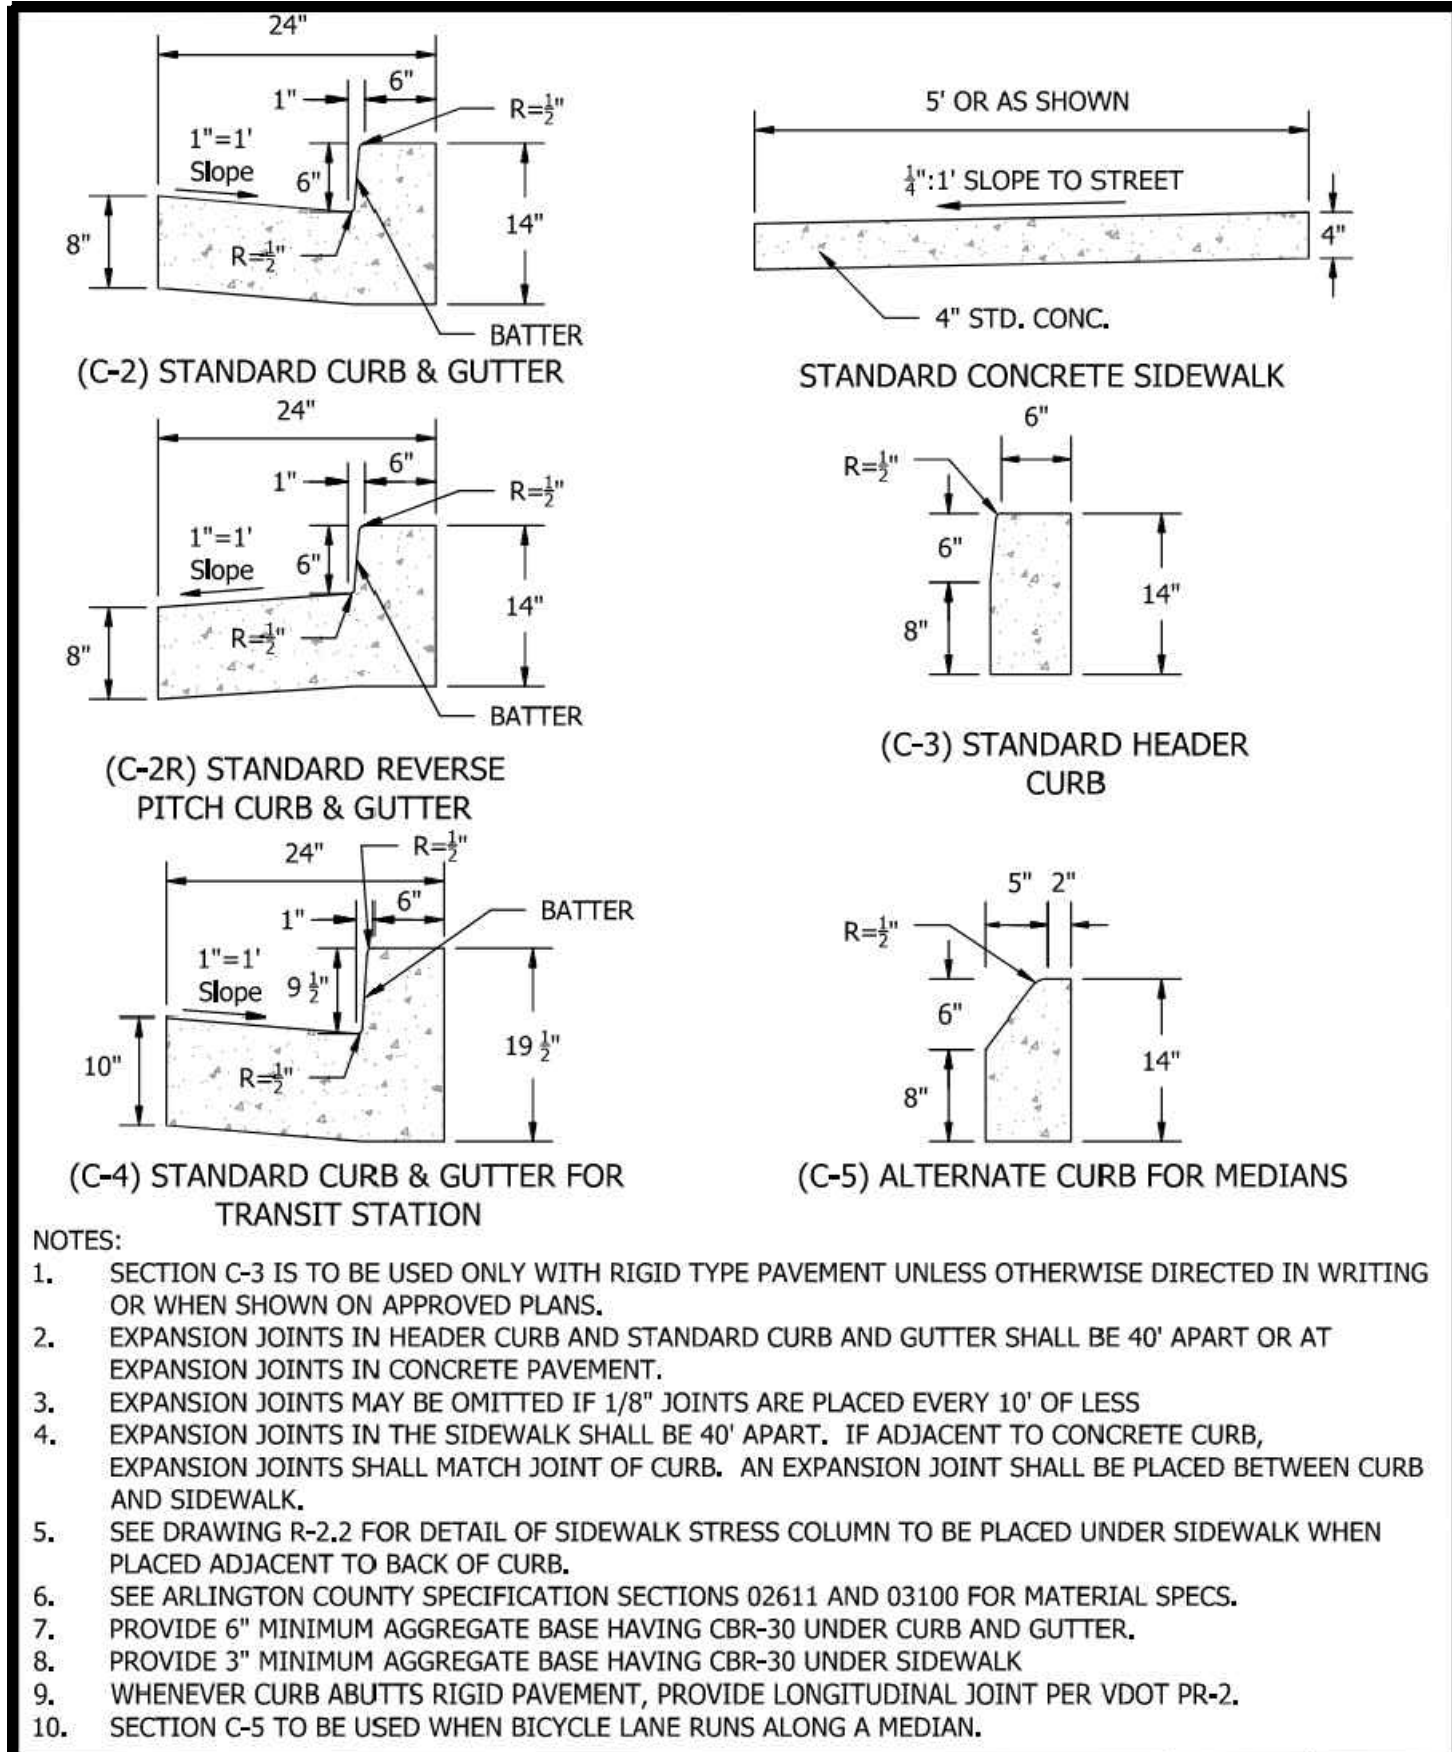 24"
6"
1"
R=½"
1"=1'
Slope
6"
8"
14"
R=½"
BATTER
(C-2) STANDARD CURB & GUTTER
5' OR AS SHOWN
¼":1' SLOPE TO STREET
4"
4" STD. CONC.
STANDARD CONCRETE SIDEWALK
24"
6"
1"
R=½"
1"=1'
Slope
6"
14"
R=½"
8"
BATTER
(C-2R) STANDARD REVERSE
PITCH CURB & GUTTER
6"
R=½"
6"
14"
8"
(C-3) STANDARD HEADER
CURB
24"
R=½"
6"
1"
BATTER
1"=1'
Slope
9 ½"
10"
19 ½"
R=½"
(C-4) STANDARD CURB & GUTTER FOR
TRANSIT STATION
5" 2"
R=½"
6"
14"
8"
(C-5) ALTERNATE CURB FOR MEDIANS
NOTES:
1. SECTION C-3 IS TO BE USED ONLY WITH RIGID TYPE PAVEMENT UNLESS OTHERWISE DIRECTED IN WRITING
OR WHEN SHOWN ON APPROVED PLANS.
2. EXPANSION JOINTS IN HEADER CURB AND STANDARD CURB AND GUTTER SHALL BE 40' APART OR AT
EXPANSION JOINTS IN CONCRETE PAVEMENT.
3. EXPANSION JOINTS MAY BE OMITTED IF 1/8" JOINTS ARE PLACED EVERY 10' OF LESS
4. EXPANSION JOINTS IN THE SIDEWALK SHALL BE 40' APART. IF ADJACENT TO CONCRETE CURB,
EXPANSION JOINTS SHALL MATCH JOINT OF CURB. AN EXPANSION JOINT SHALL BE PLACED BETWEEN CURB
AND SIDEWALK.
5. SEE DRAWING R-2.2 FOR DETAIL OF SIDEWALK STRESS COLUMN TO BE PLACED UNDER SIDEWALK WHEN
PLACED ADJACENT TO BACK OF CURB.
6. SEE ARLINGTON COUNTY SPECIFICATION SECTIONS 02611 AND 03100 FOR MATERIAL SPECS.
7. PROVIDE 6" MINIMUM AGGREGATE BASE HAVING CBR-30 UNDER CURB AND GUTTER.
8. PROVIDE 3" MINIMUM AGGREGATE BASE HAVING CBR-30 UNDER SIDEWALK
9. WHENEVER CURB ABUTTS RIGID PAVEMENT, PROVIDE LONGITUDINAL JOINT PER VDOT PR-2.
10. SECTION C-5 TO BE USED WHEN BICYCLE LANE RUNS ALONG A MEDIAN.